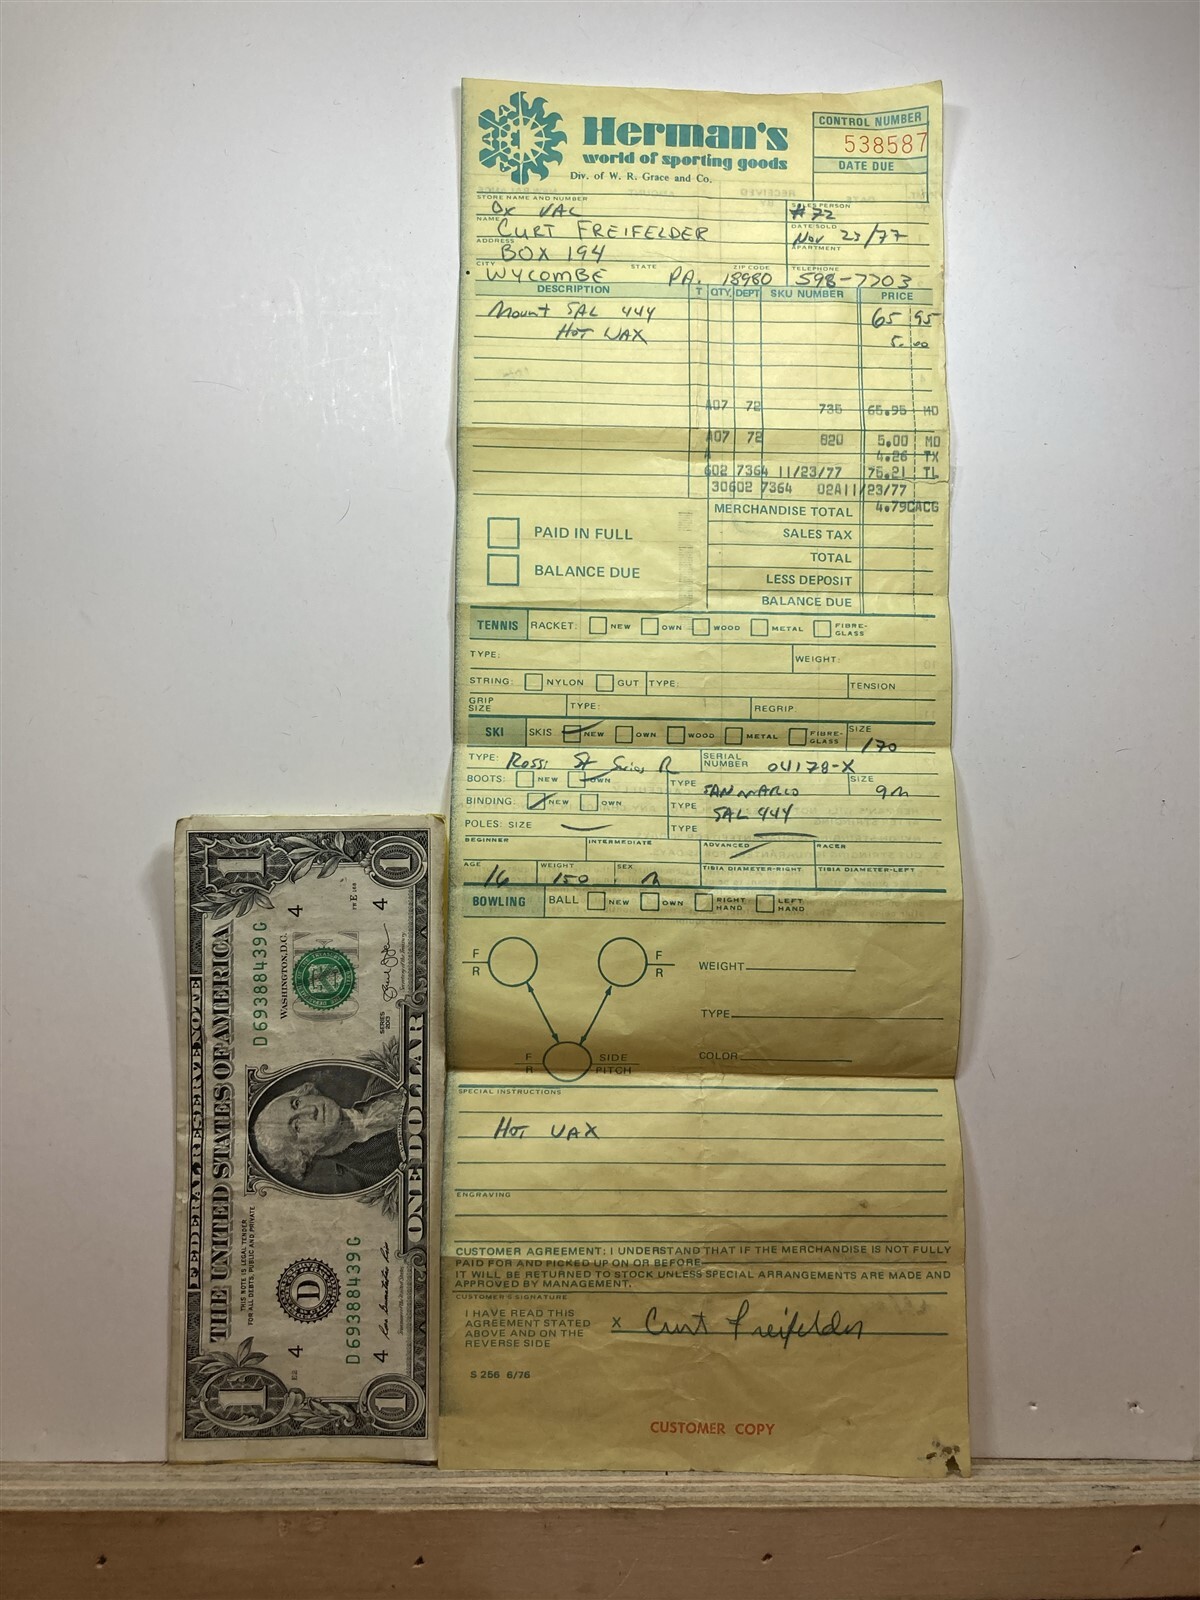 Herman's
world of sporting goods
Div. of W. R. Grace and Co.
CONTROL NUMBER
538587
DATE DUE
STORE NAME AND NUMBER
Ox VAL
SALES PERSON
#72
NAME
CURT FREIFELDER
DATE SOLD
Nov 23/77
ADDRESS
BOX 194
APARTMENT
CITY STATE ZIP CODE TELEPHONE
WYCOMBE PA. 18980 598-7703
DESCRIPTION T QTY. DEPT SKU NUMBER PRICE
Mount SAL 444 65 95
HOT WAX 5.00
A07 72 735 65.95 MD
A07 72 820 5.00 MD
A 4.26 TX
602 7364 11/23/77 75.21 TL
30602 7364 02A11/23/77
4.79CACG
MERCHANDISE TOTAL
PAID IN FULL
SALES TAX
TOTAL
BALANCE DUE
LESS DEPOSIT
BALANCE DUE
TENNIS RACKET: NEW OWN WOOD METAL FIBRE-GLASS
TYPE: WEIGHT:
STRING: NYLON GUT TYPE: TENSION
GRIP SIZE TYPE: REGRIP:
SKI SKIS NEW OWN WOOD METAL FIBRE-GLASS SIZE 170
TYPE: Rossi St Series R SERIAL NUMBER 04178-X
BOOTS: NEW OWN TYPE SAN MARCO SIZE 9m
BINDING: NEW OWN TYPE SAL 444
POLES: SIZE TYPE
BEGINNER INTERMEDIATE ADVANCED RACER
AGE 16 WEIGHT 150 SEX M TIBIA DIAMETER-RIGHT TIBIA DIAMETER-LEFT
BOWLING BALL NEW OWN RIGHT HAND LEFT HAND
F F
R R
WEIGHT
TYPE
F SIDE
R PITCH
COLOR
SPECIAL INSTRUCTIONS
HOT WAX
ENGRAVING
CUSTOMER AGREEMENT: I UNDERSTAND THAT IF THE MERCHANDISE IS NOT FULLY
PAID FOR AND PICKED UP ON OR BEFORE
IT WILL BE RETURNED TO STOCK UNLESS SPECIAL ARRANGEMENTS ARE MADE AND
APPROVED BY MANAGEMENT.
CUSTOMER'S SIGNATURE
I HAVE READ THIS
AGREEMENT STATED
ABOVE AND ON THE
REVERSE SIDE
X Curt Freifelder
S 256 6/76
CUSTOMER COPY
FEDERAL RESERVE NOTE
THE UNITED STATES OF AMERICA
THIS NOTE IS LEGAL TENDER
FOR ALL DEBTS, PUBLIC AND PRIVATE
D 69388439 G
WASHINGTON, D.C.
D
D 69388439 G
SERIES
2013
ONE DOLLAR
1
1
1
1
4
4
4
4